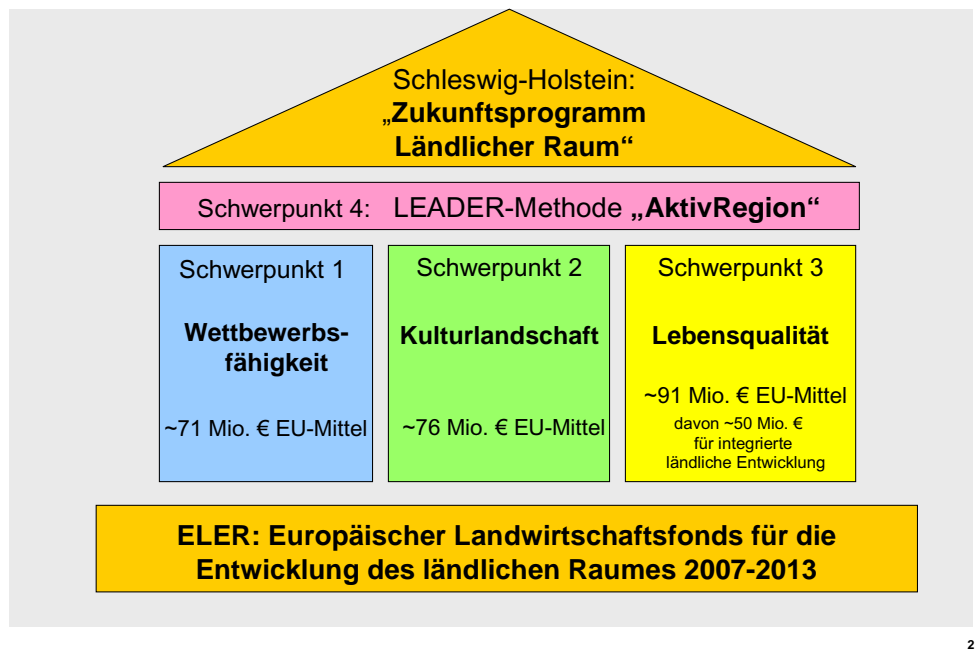 Schleswig-Holstein:
„Zukunftsprogramm
Ländlicher Raum“
Schwerpunkt 4: LEADER-Methode „AktivRegion“
Schwerpunkt 1
Wettbewerbs-
fähigkeit
~71 Mio. € EU-Mittel
Schwerpunkt 2
Kulturlandschaft
~76 Mio. € EU-Mittel
Schwerpunkt 3
Lebensqualität
~91 Mio. € EU-Mittel
davon ~50 Mio. €
für integrierte
ländliche Entwicklung
ELER: Europäischer Landwirtschaftsfonds für die
Entwicklung des ländlichen Raumes 2007-2013
2